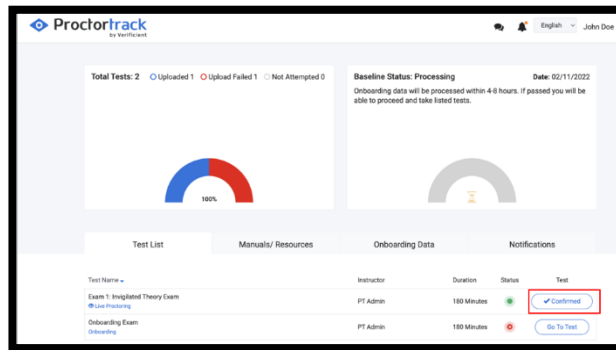 Proctortrack
by Verificient
English
John Doe
Total Tests: 2 Uploaded 1 Upload Failed 1 Not Attempted 0
100%
Baseline Status: Processing Date: 02/11/2022
Onboarding data will be processed within 4-8 hours. If passed you will be
able to proceed and take listed tests.
Test List Manuals/ Resources Onboarding Data Notifications
Test Name Instructor Duration Status Test
Exam 1: Invigilated Theory Exam PT Admin 180 Minutes Confirmed
Live Proctoring
Onboarding Exam PT Admin 180 Minutes Go To Test
Onboarding